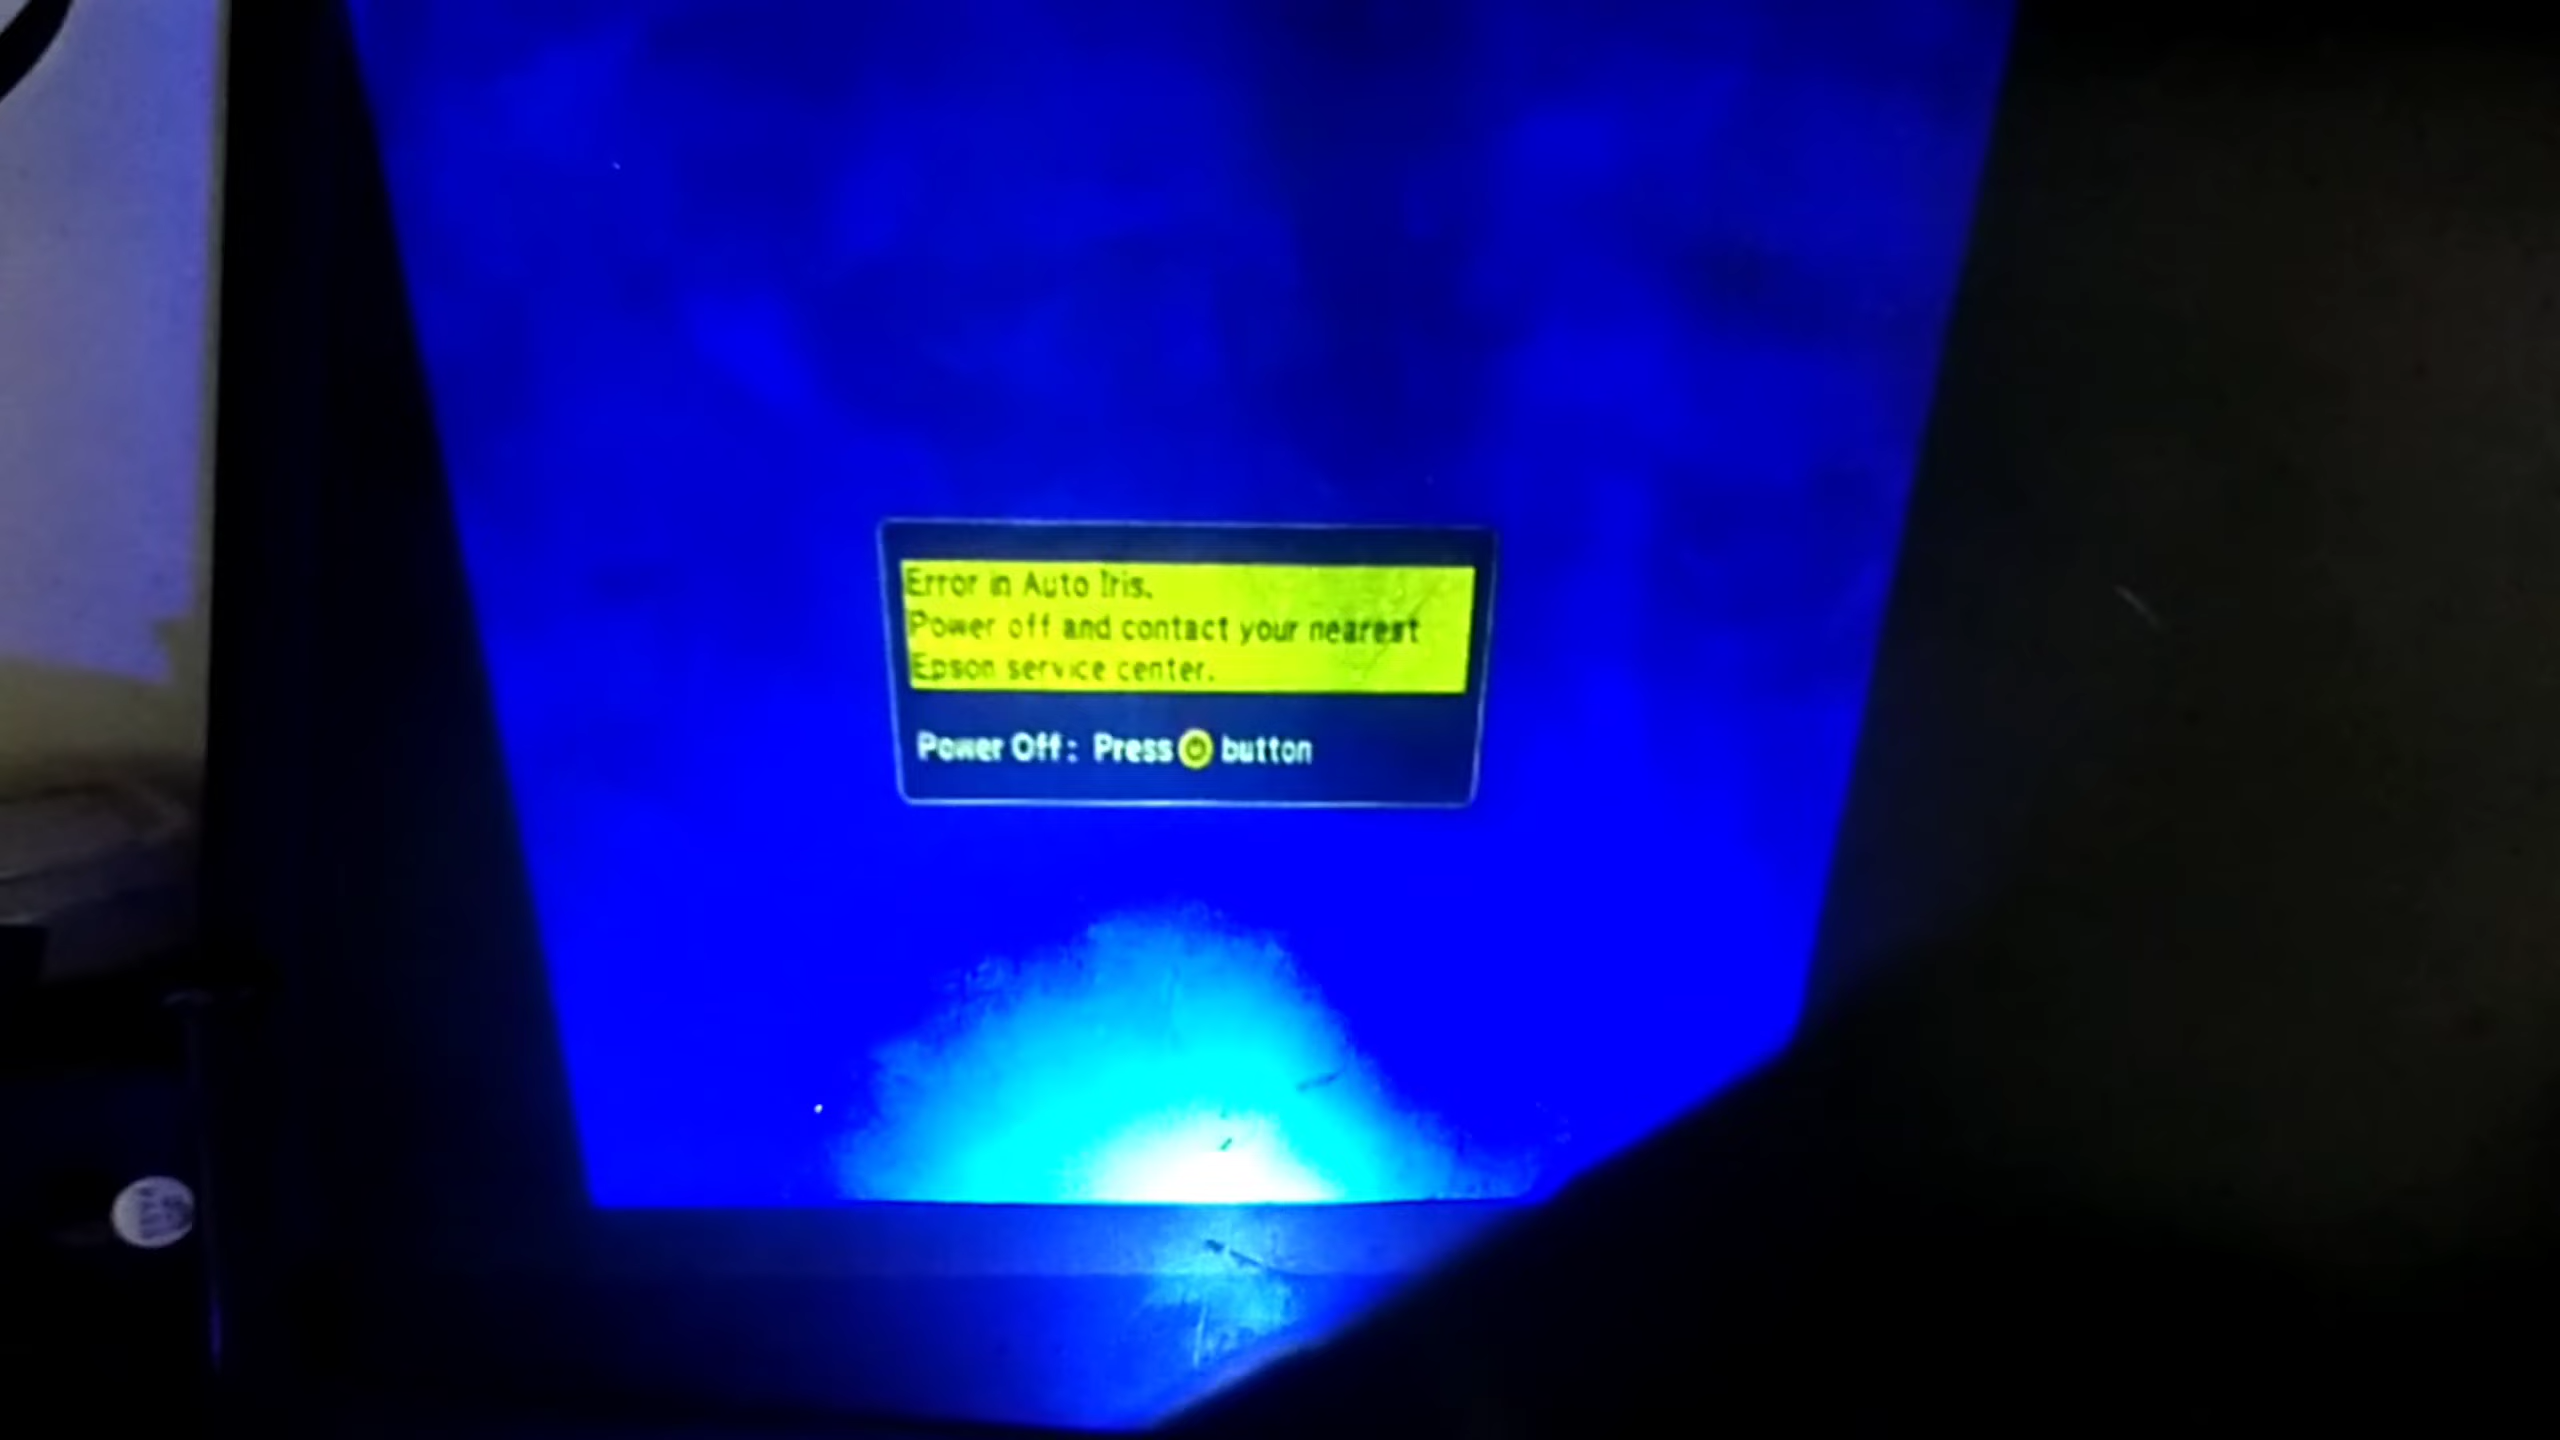 Error in Auto Iris.
Power off and contact your nearest
Epson service center.
Power Off : Press button